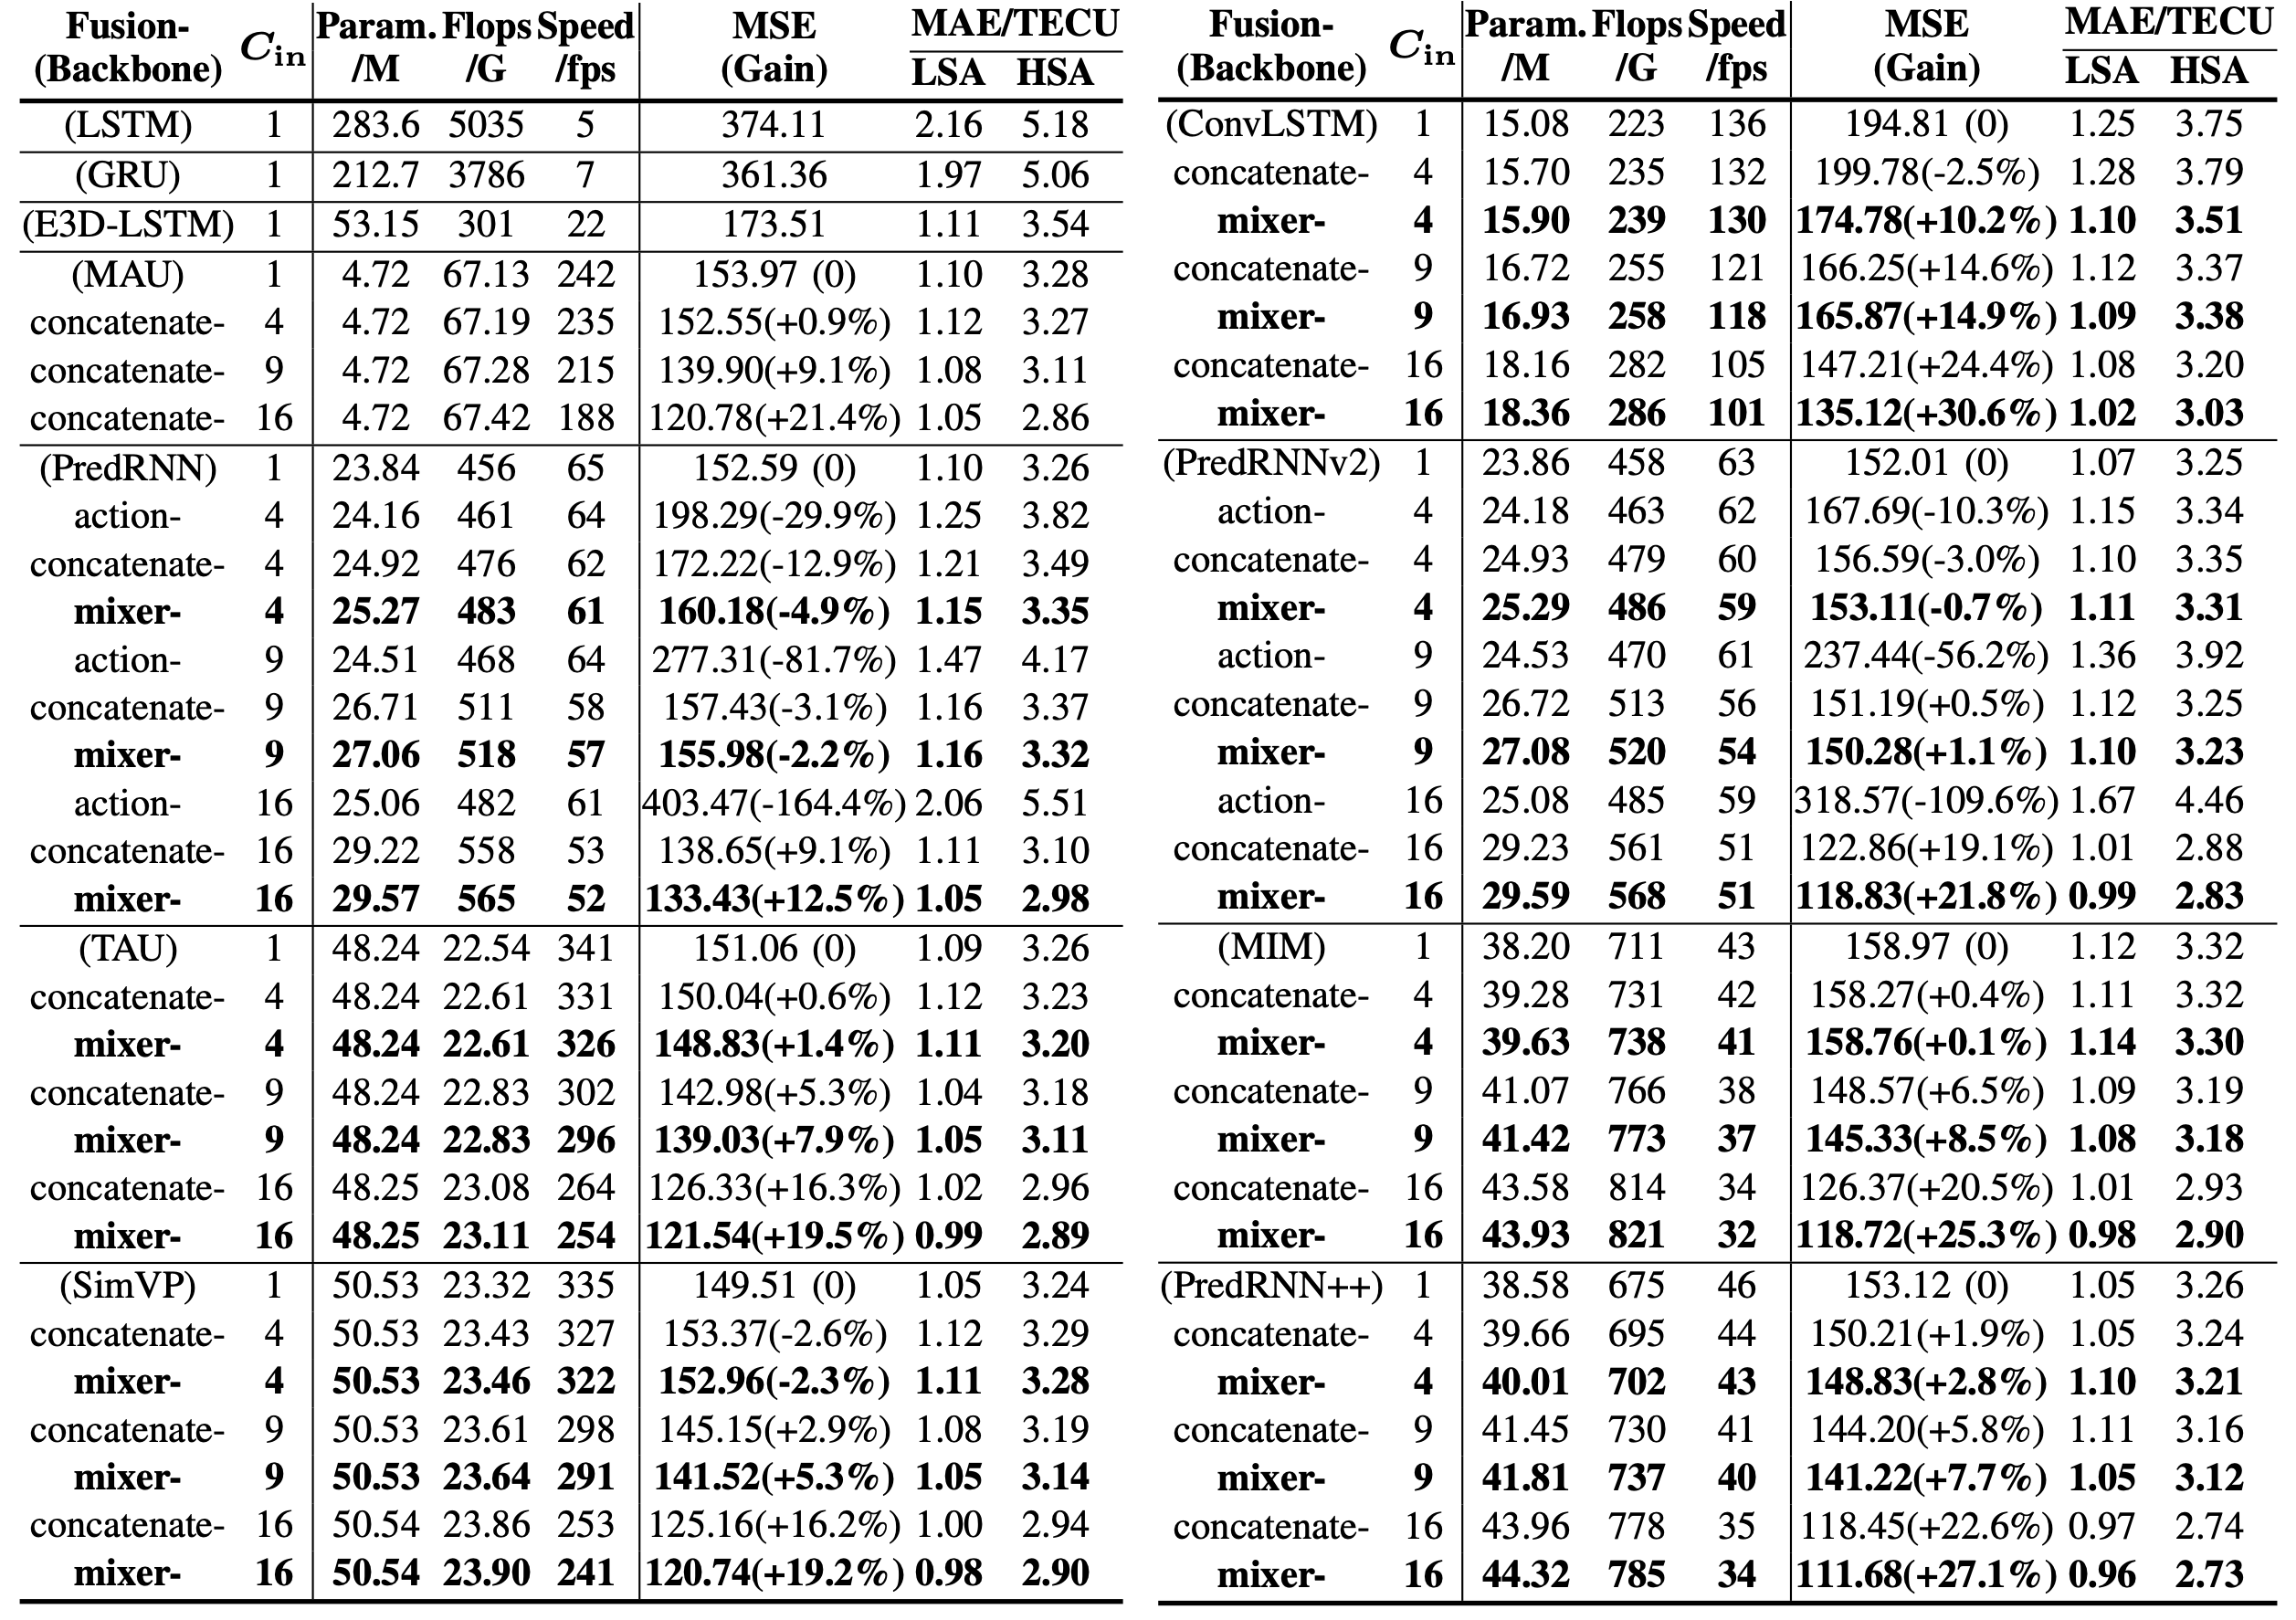 Fusion- (Backbone) C_in Param. /M Flops /G Speed /fps MSE (Gain) MAE/TECU LSA HSA
(LSTM) 1 283.6 5035 5 374.11 2.16 5.18
(GRU) 1 212.7 3786 7 361.36 1.97 5.06
(E3D-LSTM) 1 53.15 301 22 173.51 1.11 3.54
(MAU) 1 4.72 67.13 242 153.97 (0) 1.10 3.28
concatenate- 4 4.72 67.19 235 152.55(+0.9%) 1.12 3.27
concatenate- 9 4.72 67.28 215 139.90(+9.1%) 1.08 3.11
concatenate- 16 4.72 67.42 188 120.78(+21.4%) 1.05 2.86
(PredRNN) 1 23.84 456 65 152.59 (0) 1.10 3.26
action- 4 24.16 461 64 198.29(-29.9%) 1.25 3.82
concatenate- 4 24.92 476 62 172.22(-12.9%) 1.21 3.49
mixer- 4 25.27 483 61 160.18(-4.9%) 1.15 3.35
action- 9 24.51 468 64 277.31(-81.7%) 1.47 4.17
concatenate- 9 26.71 511 58 157.43(-3.1%) 1.16 3.37
mixer- 9 27.06 518 57 155.98(-2.2%) 1.16 3.32
action- 16 25.06 482 61 403.47(-164.4%) 2.06 5.51
concatenate- 16 29.22 558 53 138.65(+9.1%) 1.11 3.10
mixer- 16 29.57 565 52 133.43(+12.5%) 1.05 2.98
(TAU) 1 48.24 22.54 341 151.06 (0) 1.09 3.26
concatenate- 4 48.24 22.61 331 150.04(+0.6%) 1.12 3.23
mixer- 4 48.24 22.61 326 148.83(+1.4%) 1.11 3.20
concatenate- 9 48.24 22.83 302 142.98(+5.3%) 1.04 3.18
mixer- 9 48.24 22.83 296 139.03(+7.9%) 1.05 3.11
concatenate- 16 48.25 23.08 264 126.33(+16.3%) 1.02 2.96
mixer- 16 48.25 23.11 254 121.54(+19.5%) 0.99 2.89
(SimVP) 1 50.53 23.32 335 149.51 (0) 1.05 3.24
concatenate- 4 50.53 23.43 327 153.37(-2.6%) 1.12 3.29
mixer- 4 50.53 23.46 322 152.96(-2.3%) 1.11 3.28
concatenate- 9 50.53 23.61 298 145.15(+2.9%) 1.08 3.19
mixer- 9 50.53 23.64 291 141.52(+5.3%) 1.05 3.14
concatenate- 16 50.54 23.86 253 125.16(+16.2%) 1.00 2.94
mixer- 16 50.54 23.90 241 120.74(+19.2%) 0.98 2.90
Fusion- (Backbone) C_in Param. /M Flops /G Speed /fps MSE (Gain) MAE/TECU LSA HSA
(ConvLSTM) 1 15.08 223 136 194.81 (0) 1.25 3.75
concatenate- 4 15.70 235 132 199.78(-2.5%) 1.28 3.79
mixer- 4 15.90 239 130 174.78(+10.2%) 1.10 3.51
concatenate- 9 16.72 255 121 166.25(+14.6%) 1.12 3.37
mixer- 9 16.93 258 118 165.87(+14.9%) 1.09 3.38
concatenate- 16 18.16 282 105 147.21(+24.4%) 1.08 3.20
mixer- 16 18.36 286 101 135.12(+30.6%) 1.02 3.03
(PredRNNv2) 1 23.86 458 63 152.01 (0) 1.07 3.25
action- 4 24.18 463 62 167.69(-10.3%) 1.15 3.34
concatenate- 4 24.93 479 60 156.59(-3.0%) 1.10 3.35
mixer- 4 25.29 486 59 153.11(-0.7%) 1.11 3.31
action- 9 24.53 470 61 237.44(-56.2%) 1.36 3.92
concatenate- 9 26.72 513 56 151.19(+0.5%) 1.12 3.25
mixer- 9 27.08 520 54 150.28(+1.1%) 1.10 3.23
action- 16 25.08 485 59 318.57(-109.6%) 1.67 4.46
concatenate- 16 29.23 561 51 122.86(+19.1%) 1.01 2.88
mixer- 16 29.59 568 51 118.83(+21.8%) 0.99 2.83
(MIM) 1 38.20 711 43 158.97 (0) 1.12 3.32
concatenate- 4 39.28 731 42 158.27(+0.4%) 1.11 3.32
mixer- 4 39.63 738 41 158.76(+0.1%) 1.14 3.30
concatenate- 9 41.07 766 38 148.57(+6.5%) 1.09 3.19
mixer- 9 41.42 773 37 145.33(+8.5%) 1.08 3.18
concatenate- 16 43.58 814 34 126.37(+20.5%) 1.01 2.93
mixer- 16 43.93 821 32 118.72(+25.3%) 0.98 2.90
(PredRNN++) 1 38.58 675 46 153.12 (0) 1.05 3.26
concatenate- 4 39.66 695 44 150.21(+1.9%) 1.05 3.24
mixer- 4 40.01 702 43 148.83(+2.8%) 1.10 3.21
concatenate- 9 41.45 730 41 144.20(+5.8%) 1.11 3.16
mixer- 9 41.81 737 40 141.22(+7.7%) 1.05 3.12
concatenate- 16 43.96 778 35 118.45(+22.6%) 0.97 2.74
mixer- 16 44.32 785 34 111.68(+27.1%) 0.96 2.73